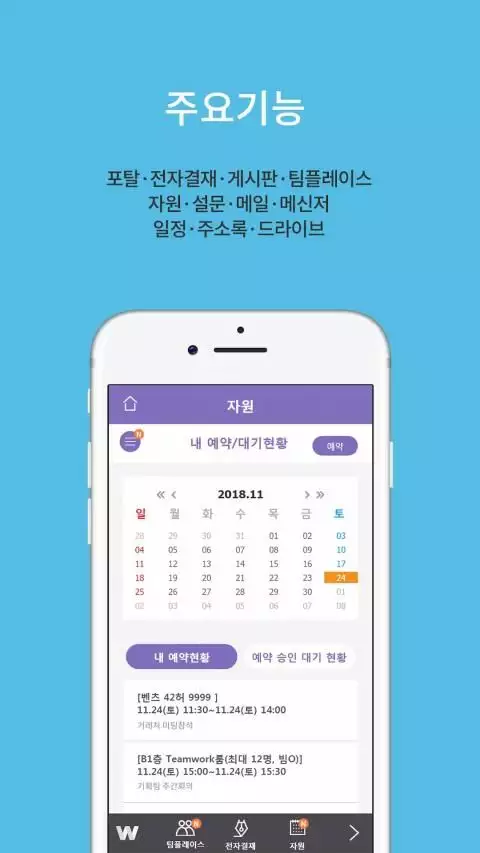 주요기능
포탈·전자결재·게시판·팀플레이스
자원·설문·메일·메신저
일정·주소록·드라이브
자원
N
내 예약/대기현황
예약
« ‹ 2018.11 › »
일 월 화 수 목 금 토
28 29 30 31 01 02 03
04 05 06 07 08 09 10
11 12 13 14 15 16 17
18 19 20 21 22 23 24
25 26 27 28 29 30 01
02 03 04 05 06 07 08
내 예약현황 예약 승인 대기 현황
[벤츠 42허 9999 ]
11.24(토) 11:30~11.24(토) 14:00
거래처 미팅참석
[B1층 Teamwork룸(최대 12명, 빔O)]
11.24(토) 15:00~11.24(토) 15:30
기획팀 주간회의
W N N
팀플레이스 전자결재 자원